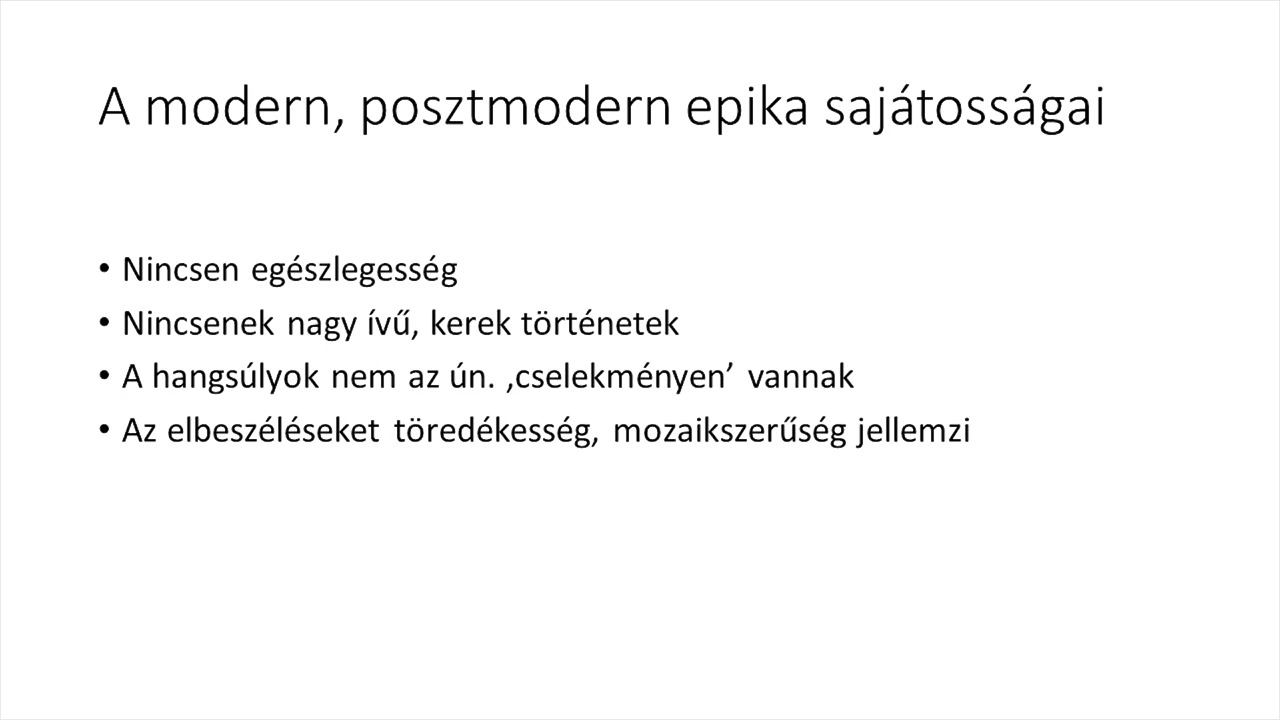 A modern, posztmodern epika sajátosságai
• Nincsen egészlegesség
• Nincsenek nagy ívű, kerek történetek
• A hangsúlyok nem az ún. ‚cselekményen’ vannak
• Az elbeszéléseket töredékesség, mozaikszerűség jellemzi